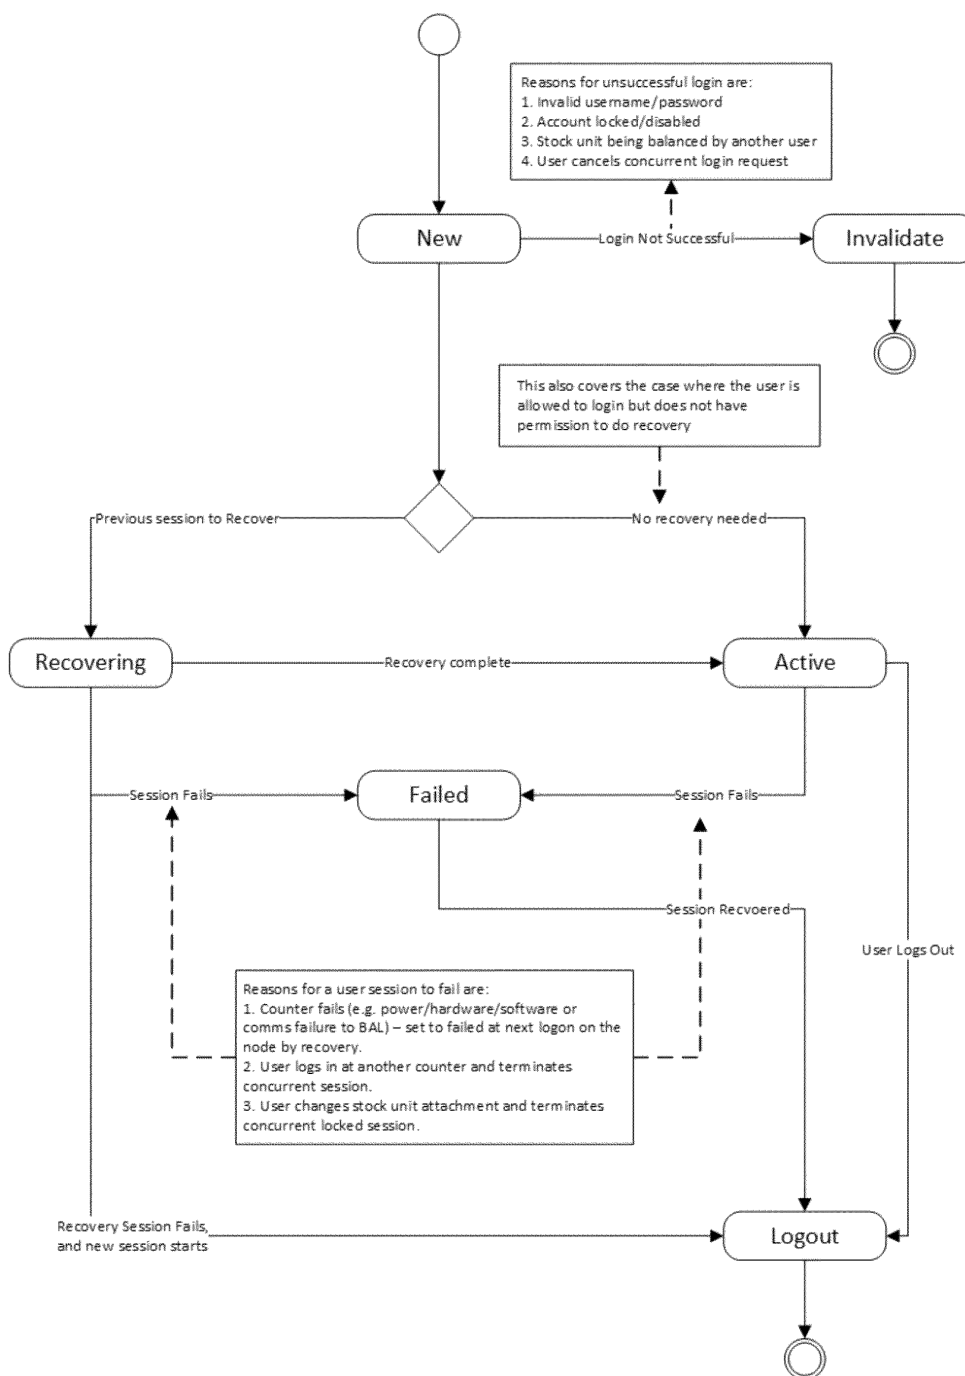 Reasons for unsuccessful login are:
1. Invalid username/password
2. Account locked/disabled
3. Stock unit being balanced by another user
4. User cancels concurrent login request
New
Login Not Successful
Invalidate
This also covers the case where the user is
allowed to login but does not have
permission to do recovery
Previous session to Recover
No recovery needed
Recovering
Recovery complete
Active
Session Fails
Failed
Session Fails
Session Recvoered
User Logs Out
Reasons for a user session to fail are:
1. Counter fails (e.g. power/hardware/software or
comms failure to BAL) – set to failed at next logon on the
node by recovery.
2. User logs in at another counter and terminates
concurrent session.
3. User changes stock unit attachment and terminates
concurrent locked session.
Recovery Session Fails,
and new session starts
Logout